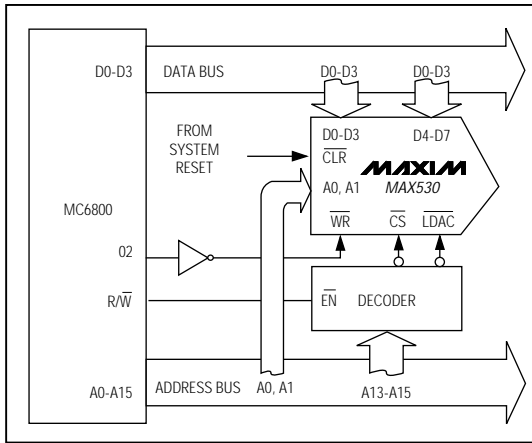 D0-D3 DATA BUS D0-D3 D0-D3
FROM
SYSTEM
RESET
D0-D3 D4-D7
CLR
MAXIM
A0, A1 MAX530
MC6800
WR CS LDAC
02
R/W
EN DECODER
A0-A15 ADDRESS BUS A0, A1 A13-A15